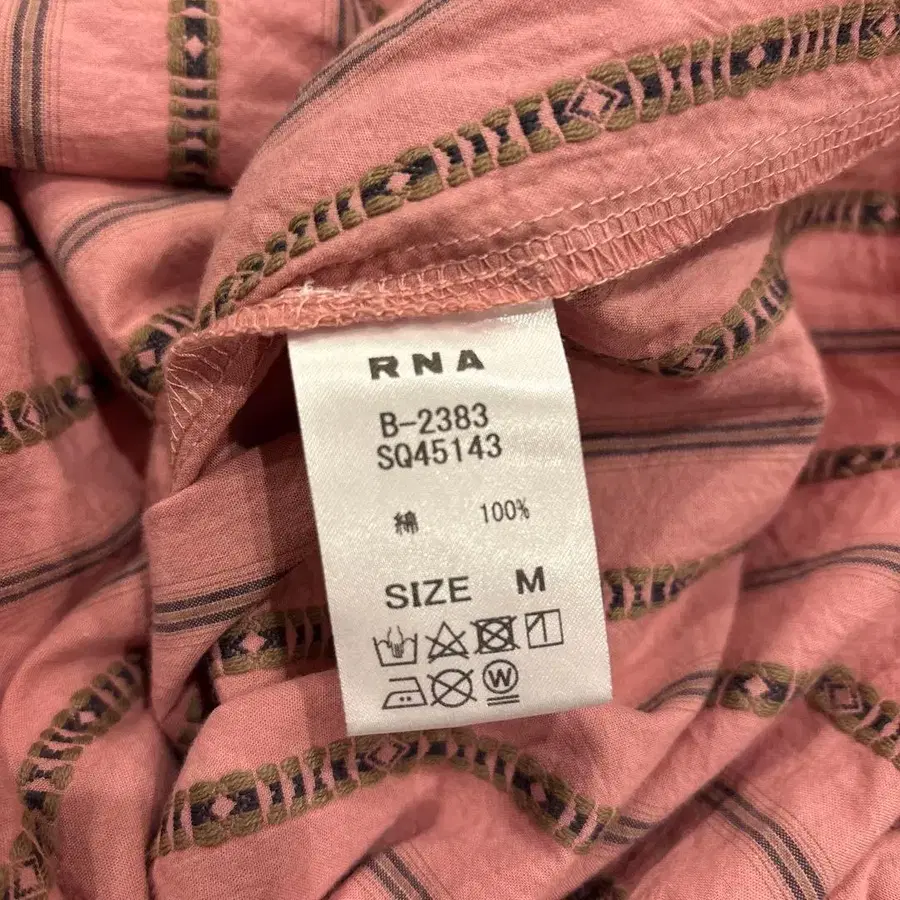 RNA
B-2383
SQ45143
綿 100%
SIZE M
W